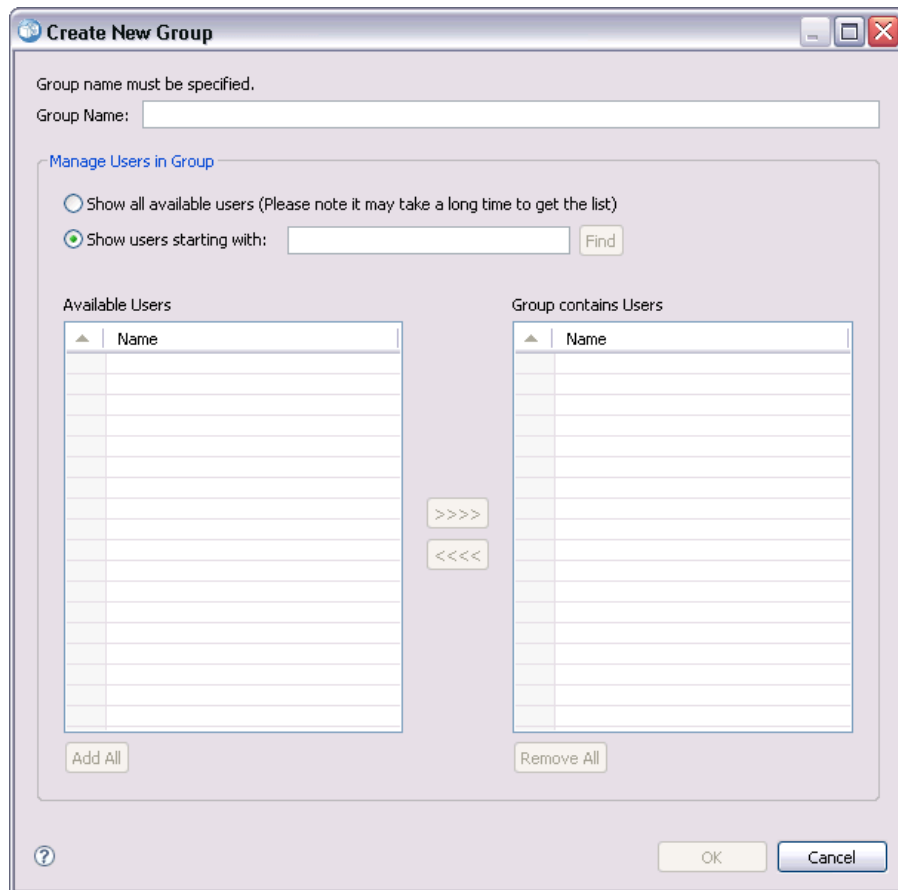 Create New Group
Group name must be specified.
Group Name:
Manage Users in Group
Show all available users (Please note it may take a long time to get the list)
Show users starting with:
Find
Available Users
Group contains Users
Name
Name
>>>>
<<<<
Add All
Remove All
?
OK
Cancel